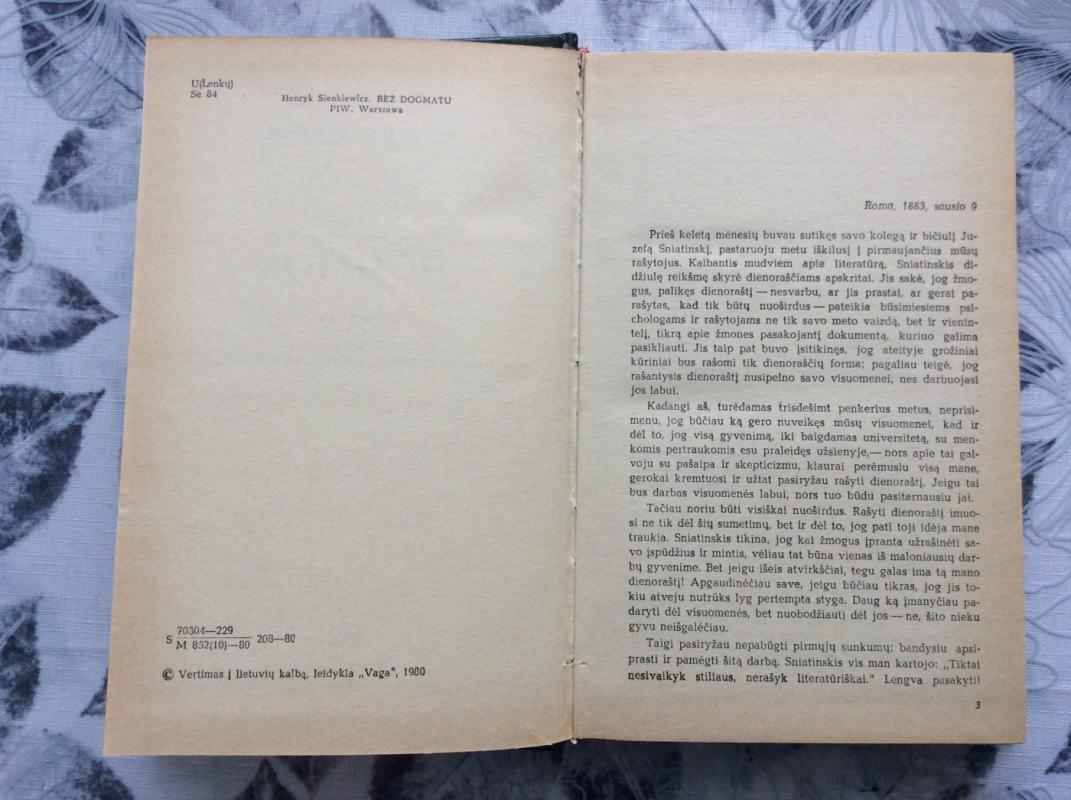 U(Lenkų)
Se 84
Henryk Sienkiewicz. BEZ DOGMATU
PIW, Warszawa
S 70304—229
M 852(10)—80 208—80
© Vertimas į lietuvių kalbą, leidykla „Vaga", 1980
Roma, 1883, sausio 9
Prieš keletą mėnesių buvau sutikęs savo kolegą ir bičiulį Ju-
zefą Sniatinskį, pastaruoju metu iškilusį į pirmaujančius mūsų
rašytojus. Kalbantis mudviem apie literatūrą, Sniatinskis di-
džiulę reikšmę skyrė dienoraščiams apskritai. Jis sakė, jog žmo-
gus, palikęs dienoraštį — nesvarbu, ar jis prastai, ar gerai pa-
rašytas, kad tik būtų nuoširdus — pateikia būsimiesiems psi-
chologams ir rašytojams ne tik savo meto vaizdą, bet ir vienin-
telį, tikrą apie žmones pasakojantį dokumentą, kuriuo galima
pasikliauti. Jis taip pat buvo įsitikinęs, jog ateityje grožiniai
kūriniai bus rašomi tik dienoraščių forma; pagaliau teigė, jog
rašantysis dienoraštį nusipelno savo visuomenei, nes darbuojasi
jos labui.
Kadangi aš, turėdamas trisdešimt penkerius metus, neprisi-
menu, jog būčiau ką gero nuveikęs mūsų visuomenei, kad ir
dėl to, jog visą gyvenimą, iki baigdamas universitetą, su men-
komis pertraukomis esu praleidęs užsienyje,— nors apie tai gal-
voju su pašaipa ir skepticizmu, kiaurai perėmusiu visą mane,
gerokai kremtuosi ir užtat pasiryžau rašyti dienoraštį. Jeigu tai
bus darbas visuomenės labui, nors tuo būdu pasitarnausiu jai.
Tačiau noriu būti visiškai nuoširdus. Rašyti dienoraštį imuo-
si ne tik dėl šių sumetimų, bet ir dėl to, jog pati toji idėja mane
traukia. Sniatinskis tikina, jog kai žmogus įpranta užrašinėti sa-
vo įspūdžius ir mintis, vėliau tat būna vienas iš maloniausių dar-
bų gyvenime. Bet jeigu išeis atvirkščiai, tegu galas ima tą mano
dienoraštį! Apgaudinėčiau save, jeigu būčiau tikras, jog jis to-
kiu atveju nutrūks lyg pertempta styga. Daug ką įmanyčiau pa-
daryti dėl visuomenės, bet nuobodžiauti dėl jos — ne, šito nieku
gyvu neišgalėčiau.
Taigi pasiryžau nepabūgti pirmųjų sunkumų; bandysiu apsi-
prasti ir pamėgti šitą darbą. Sniatinskis vis man kartojo: „Tiktai
nesivaikyk stiliaus, nerašyk literatūriškai." Lengva pasakyti!
3